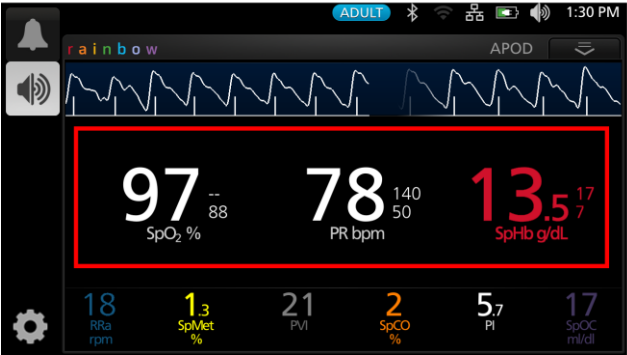 ADULT 1:30 PM
rainbow APOD
97 -- 88 78 140 50 13.5 17 7
SpO₂ % PR bpm SpHb g/dL
18 1.3 21 2 5.7 17
RRa SpMet PVI SpCO PI SpOC
rpm % % ml/dl